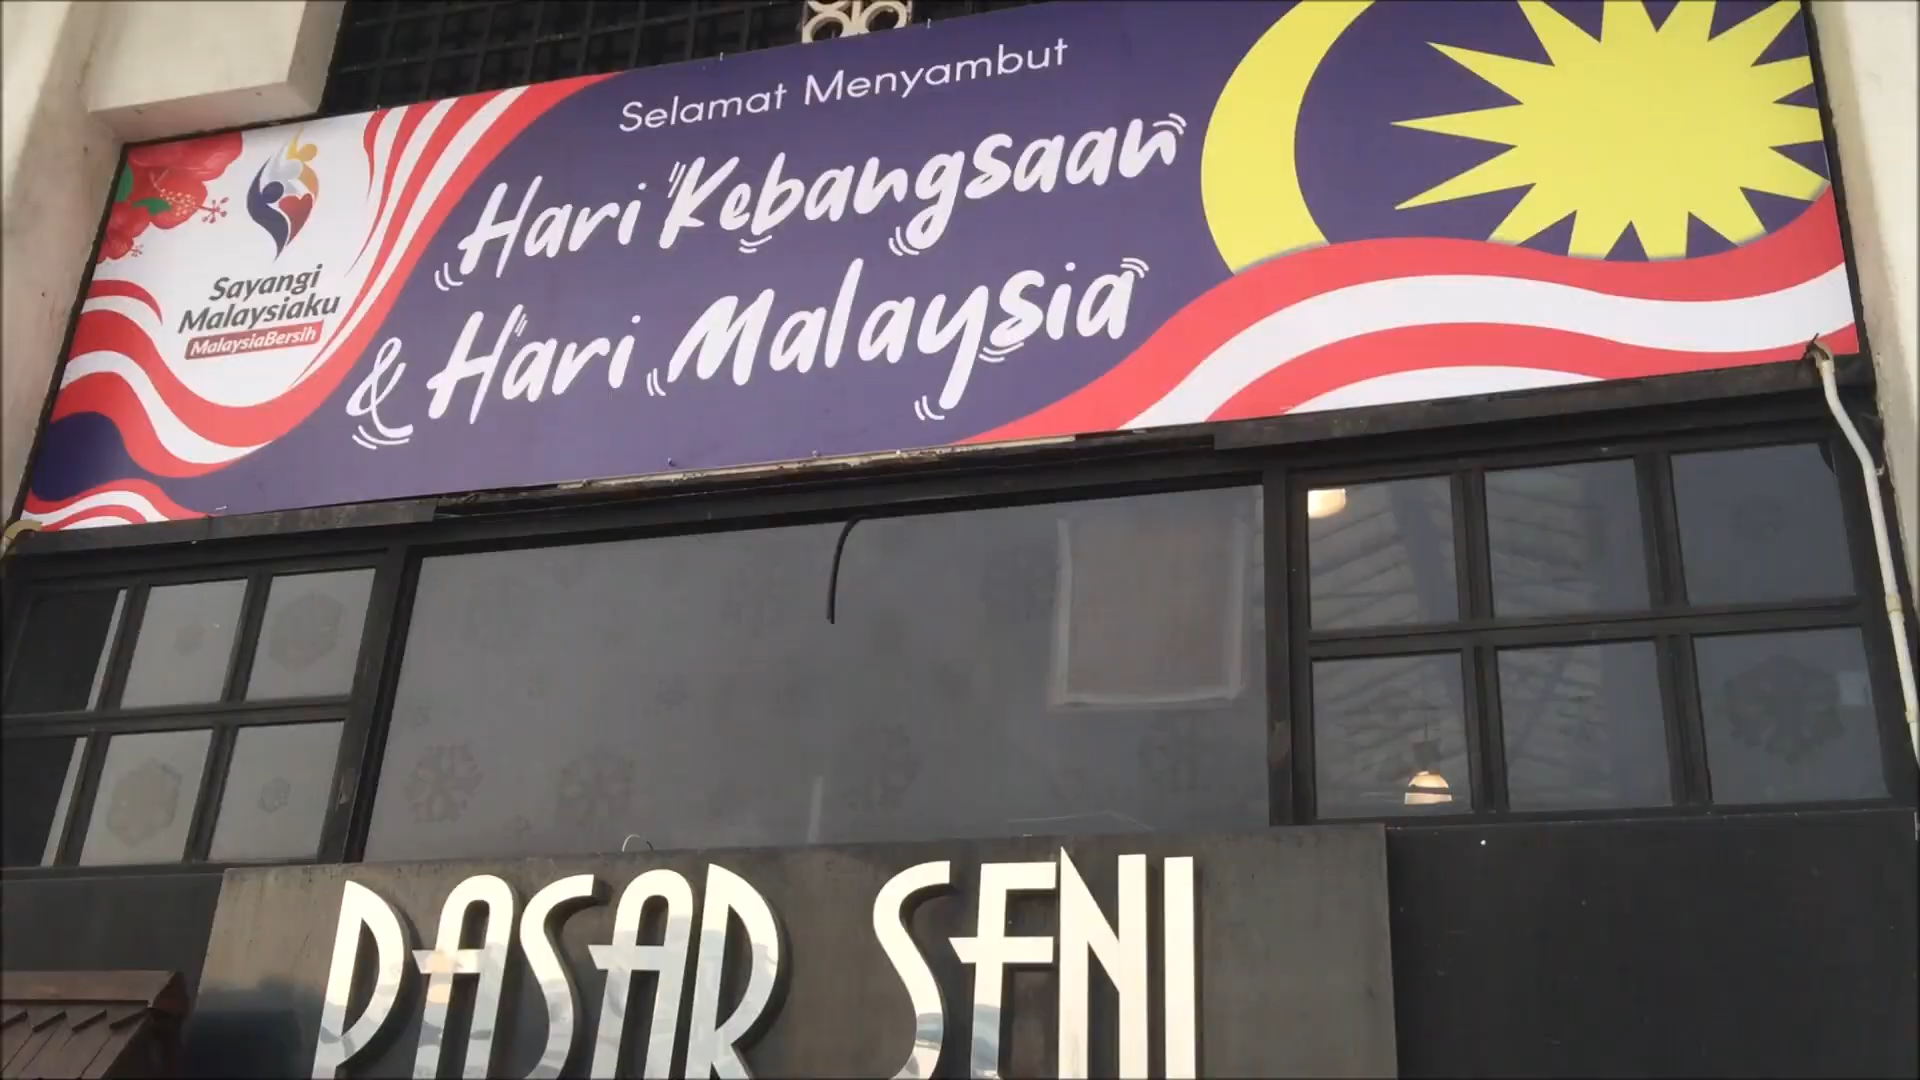 Selamat Menyambut
Hari Kebangsaan
& Hari Malaysia
Sayangi
Malaysiaku
MalaysiaBersih
PASAR SENI